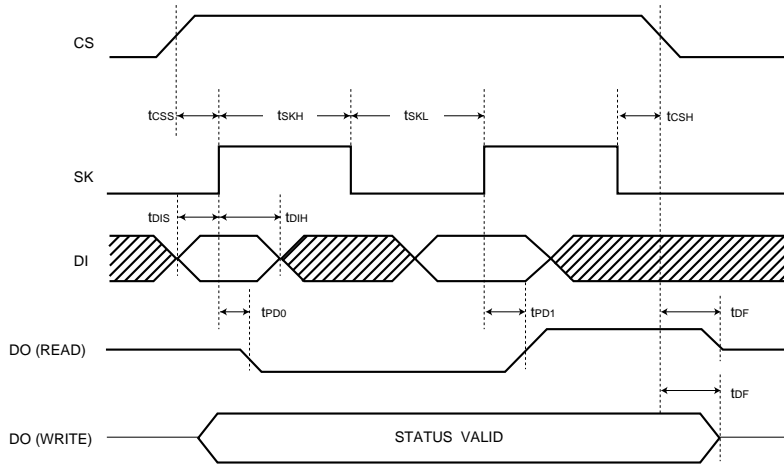 CS
tCSS tSKH tSKL tCSH
SK
tDIS tDIH
DI
tPD0 tPD1 tDF
DO (READ)
tDF
DO (WRITE) STATUS VALID